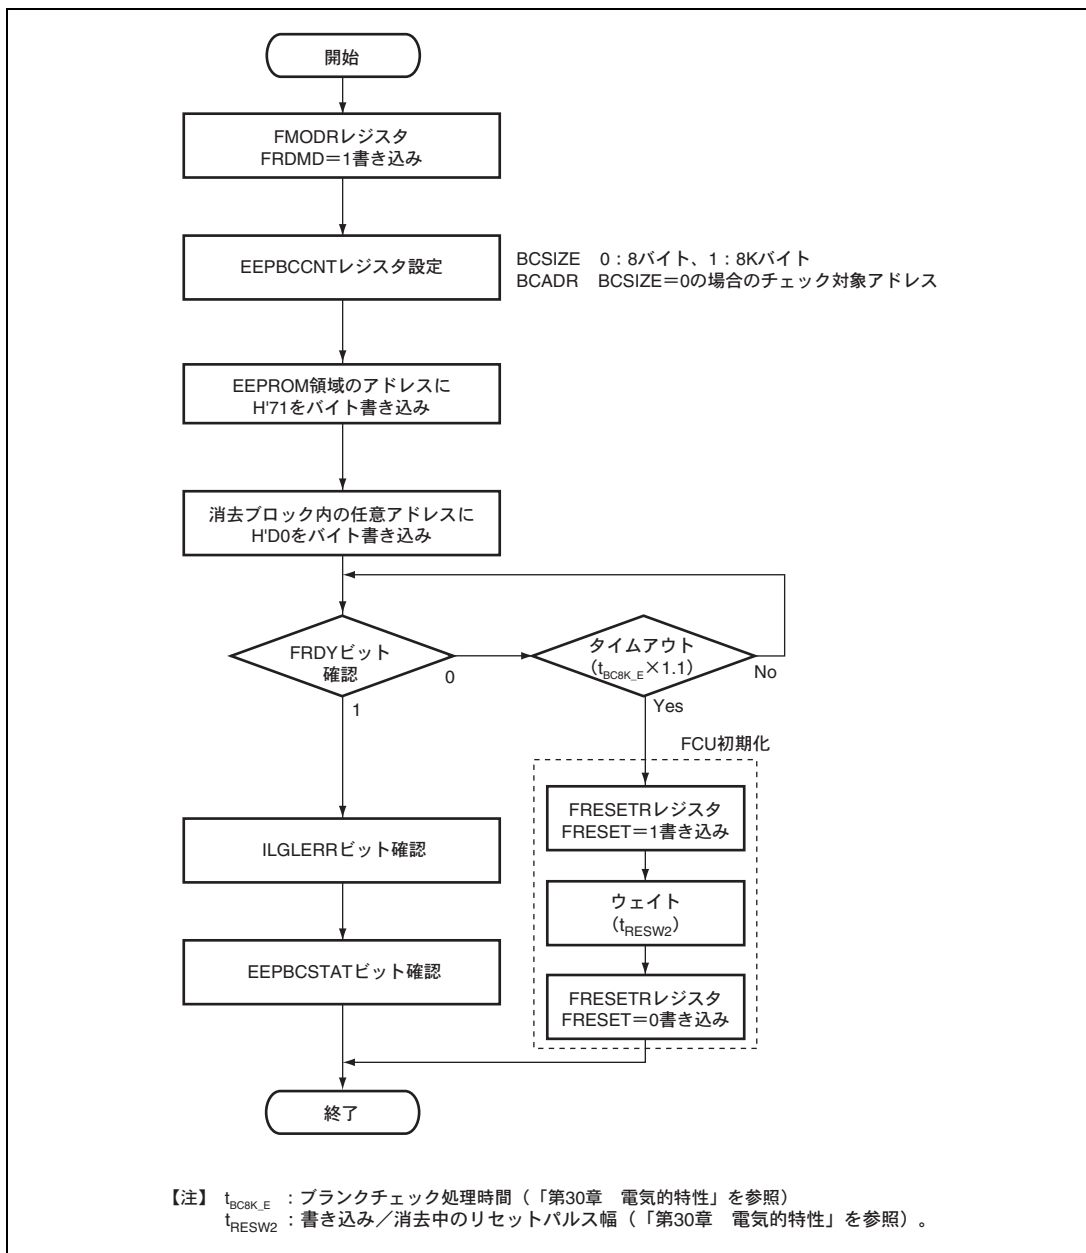 開始
FMODRレジスタ
FRDMD＝1書き込み
EEPBCCNTレジスタ設定
BCSIZE　0：8バイト、1：8Kバイト
BCADR　BCSIZE＝0の場合のチェック対象アドレス
EEPROM領域のアドレスに
H'71をバイト書き込み
消去ブロック内の任意アドレスに
H'D0をバイト書き込み
FRDYビット
確認
0
1
タイムアウト
（tBC8K_E×1.1）
No
Yes
FCU初期化
FRESETRレジスタ
FRESET＝1書き込み
ウェイト
（tRESW2）
FRESETRレジスタ
FRESET＝0書き込み
ILGLERRビット確認
EEPBCSTATビット確認
終了
【注】 tBC8K_E ：ブランクチェック処理時間（「第30章　電気的特性」を参照）
tRESW2 ：書き込み／消去中のリセットパルス幅（「第30章　電気的特性」を参照）。